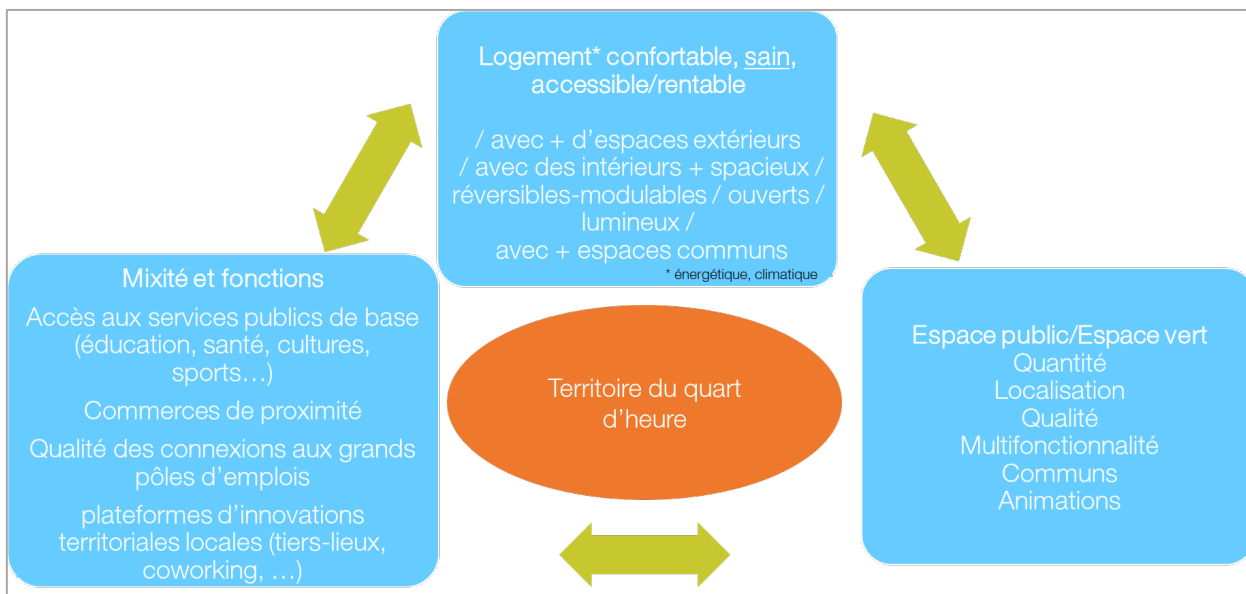 Logement* confortable, sain,
accessible/rentable
/ avec + d'espaces extérieurs
/ avec des intérieurs + spacieux /
réversibles-modulables / ouverts /
lumineux /
avec + espaces communs
* énergétique, climatique
Mixité et fonctions
Accès aux services publics de base
(éducation, santé, cultures,
sports…)
Commerces de proximité
Qualité des connexions aux grands
pôles d'emplois
plateformes d'innovations
territoriales locales (tiers-lieux,
coworking, …)
Territoire du quart
d'heure
Espace public/Espace vert
Quantité
Localisation
Qualité
Multifonctionnalité
Communs
Animations